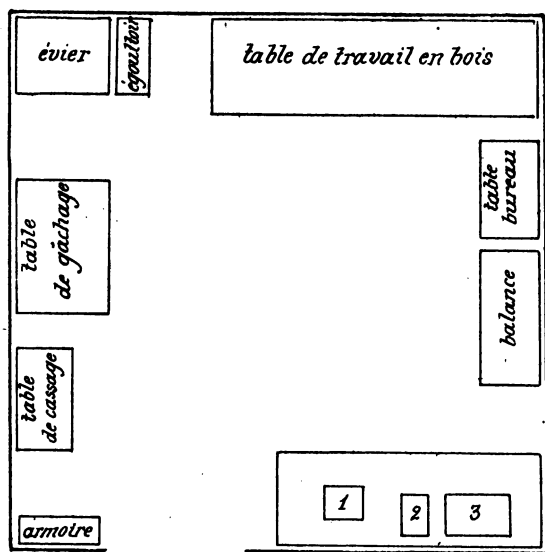 évier
égouttoir
table de travail en bois
table
de gâchage
table
bureau
balance
table
de cassage
1
2
3
armoire